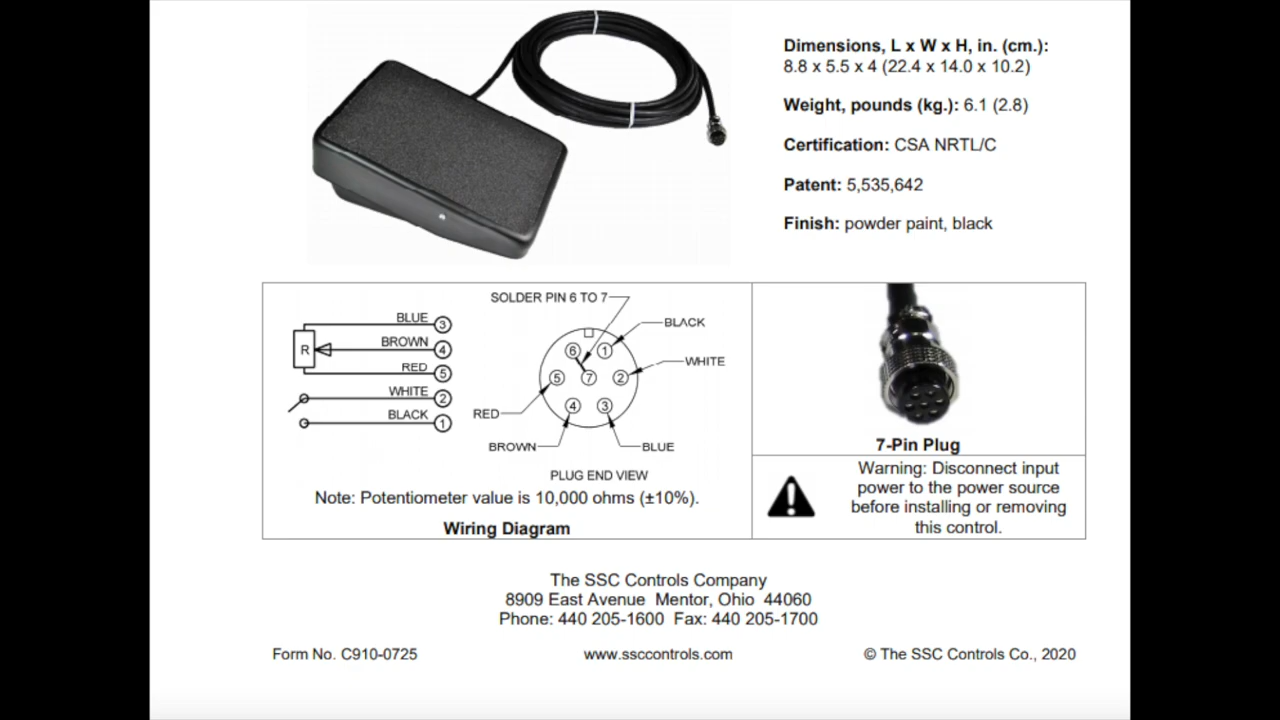 Dimensions, L x W x H, in. (cm.):
8.8 x 5.5 x 4 (22.4 x 14.0 x 10.2)
Weight, pounds (kg.): 6.1 (2.8)
Certification: CSA NRTL/C
Patent: 5,535,642
Finish: powder paint, black
BLUE 3
R BROWN 4
RED 5
WHITE 2
BLACK 1
SOLDER PIN 6 TO 7
BLACK
6 1
WHITE
5 7 2
4 3
RED
BROWN BLUE
PLUG END VIEW
Note: Potentiometer value is 10,000 ohms (±10%).
Wiring Diagram
7-Pin Plug
Warning: Disconnect input
power to the power source
before installing or removing
this control.
The SSC Controls Company
8909 East Avenue Mentor, Ohio 44060
Phone: 440 205-1600 Fax: 440 205-1700
Form No. C910-0725 www.ssccontrols.com © The SSC Controls Co., 2020